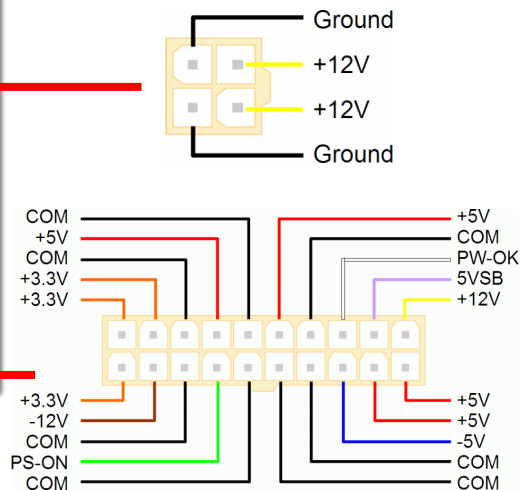 Ground
+12V
+12V
Ground
COM
+5V
COM
+3.3V
+3.3V
+5V
COM
PW-OK
5VSB
+12V
+3.3V
-12V
COM
PS-ON
COM
+5V
+5V
-5V
COM
COM